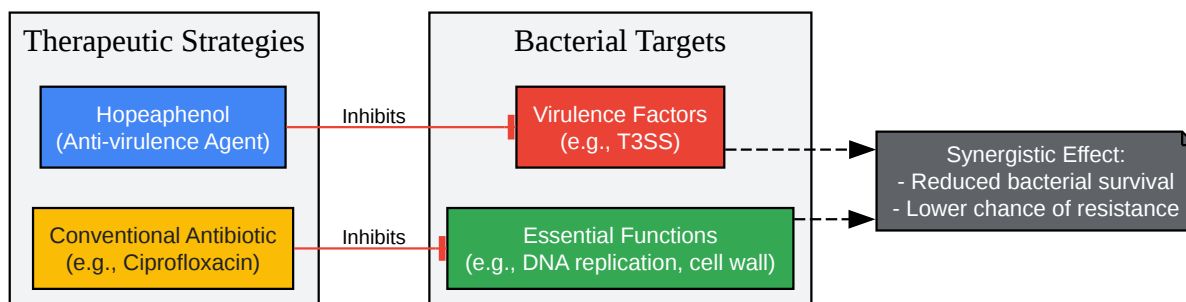 Therapeutic Strategies
Bacterial Targets
Hopeaphenol
(Anti-virulence Agent)
Inhibits
Virulence Factors
(e.g., T3SS)
Synergistic Effect:
- Reduced bacterial survival
- Lower chance of resistance
Conventional Antibiotic
(e.g., Ciprofloxacin)
Inhibits
Essential Functions
(e.g., DNA replication, cell wall)